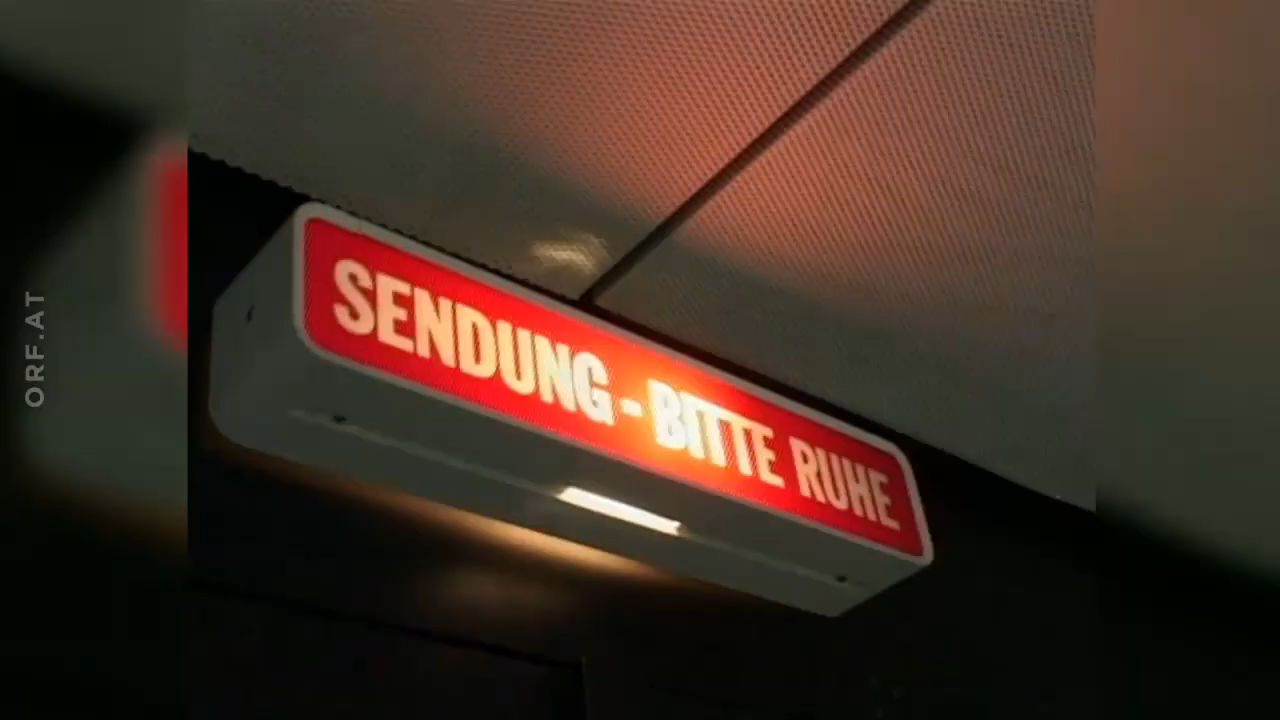 ORF.AT
SENDUNG - BITTE RUHE